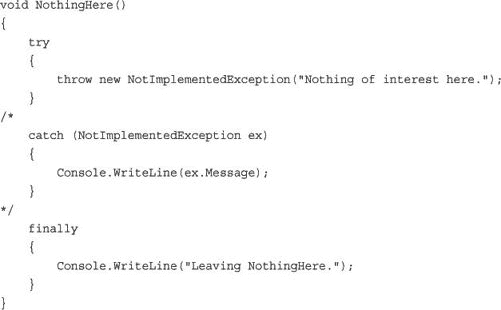 void NothingHere()
{
    try
    {
        throw new NotImplementedException("Nothing of interest here.");
    }
/*
    catch (NotImplementedException ex)
    {
        Console.WriteLine(ex.Message);
    }
*/
    finally
    {
        Console.WriteLine("Leaving NothingHere.");
    }
}